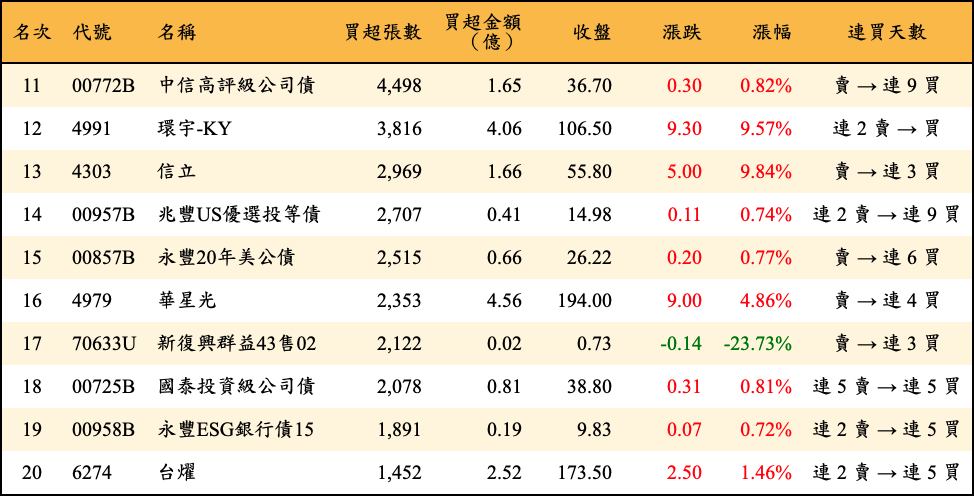 名次 代號 名稱 買超張數 買超金額（億） 收盤 漲跌 漲幅 連買天數
11 00772B 中信高評級公司債 4,498 1.65 36.70 0.30 0.82% 賣 → 連 9 買
12 4991 環宇-KY 3,816 4.06 106.50 9.30 9.57% 連 2 賣 → 買
13 4303 信立 2,969 1.66 55.80 5.00 9.84% 賣 → 連 3 買
14 00957B 兆豐US優選投等債 2,707 0.41 14.98 0.11 0.74% 連 2 賣 → 連 9 買
15 00857B 永豐20年美公債 2,515 0.66 26.22 0.20 0.77% 賣 → 連 6 買
16 4979 華星光 2,353 4.56 194.00 9.00 4.86% 賣 → 連 4 買
17 70633U 新復興群益43售02 2,122 0.02 0.73 -0.14 -23.73% 賣 → 連 3 買
18 00725B 國泰投資級公司債 2,078 0.81 38.80 0.31 0.81% 連 5 賣 → 連 5 買
19 00958B 永豐ESG銀行債15 1,891 0.19 9.83 0.07 0.72% 連 2 賣 → 連 5 買
20 6274 台燿 1,452 2.52 173.50 2.50 1.46% 連 2 賣 → 連 5 買